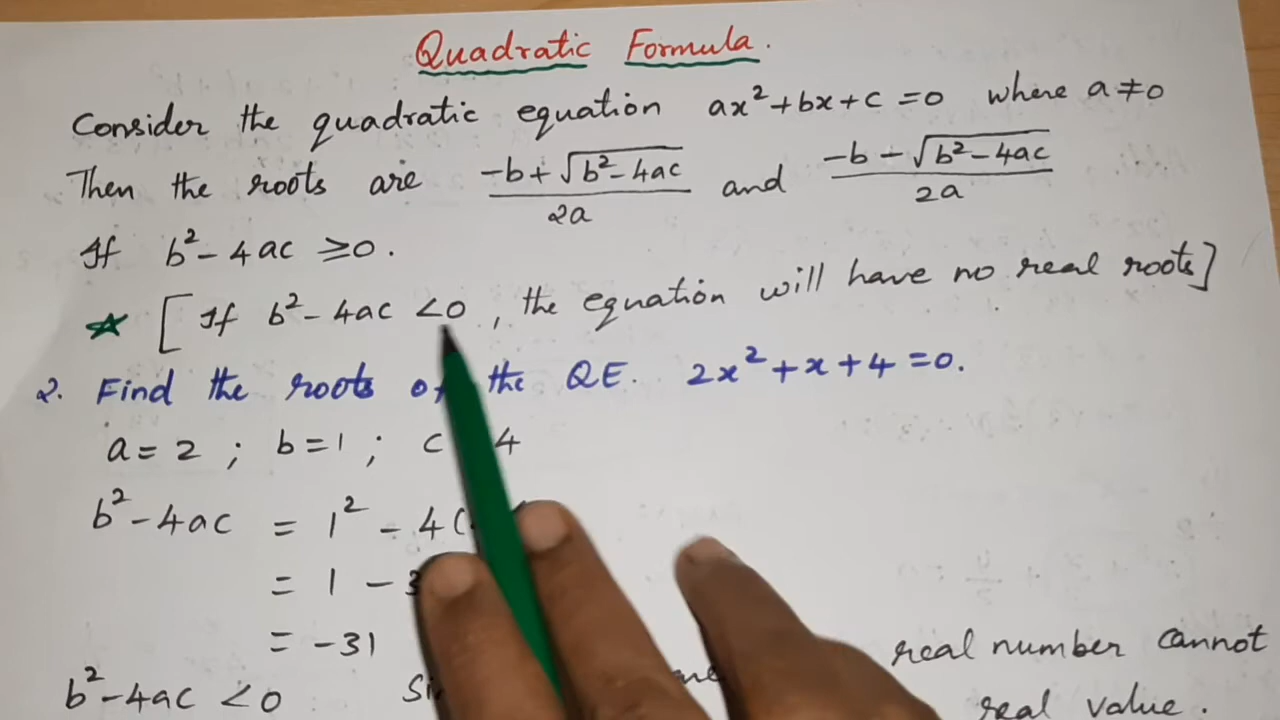 Quadratic Formula.
Consider the quadratic equation ax²+bx+c=0 where a≠0
Then the roots are (-b+√(b²-4ac))/2a and (-b-√(b²-4ac))/2a
If b²-4ac ≥0.
☆ [If b²-4ac <0, the equation will have no real roots]
2. Find the roots of the QE. 2x²+x+4=0.
a=2; b=1; c 4
b²-4ac = 1² - 4(
= 1 -
= -31
real number cannot
b²-4ac <0
real value.